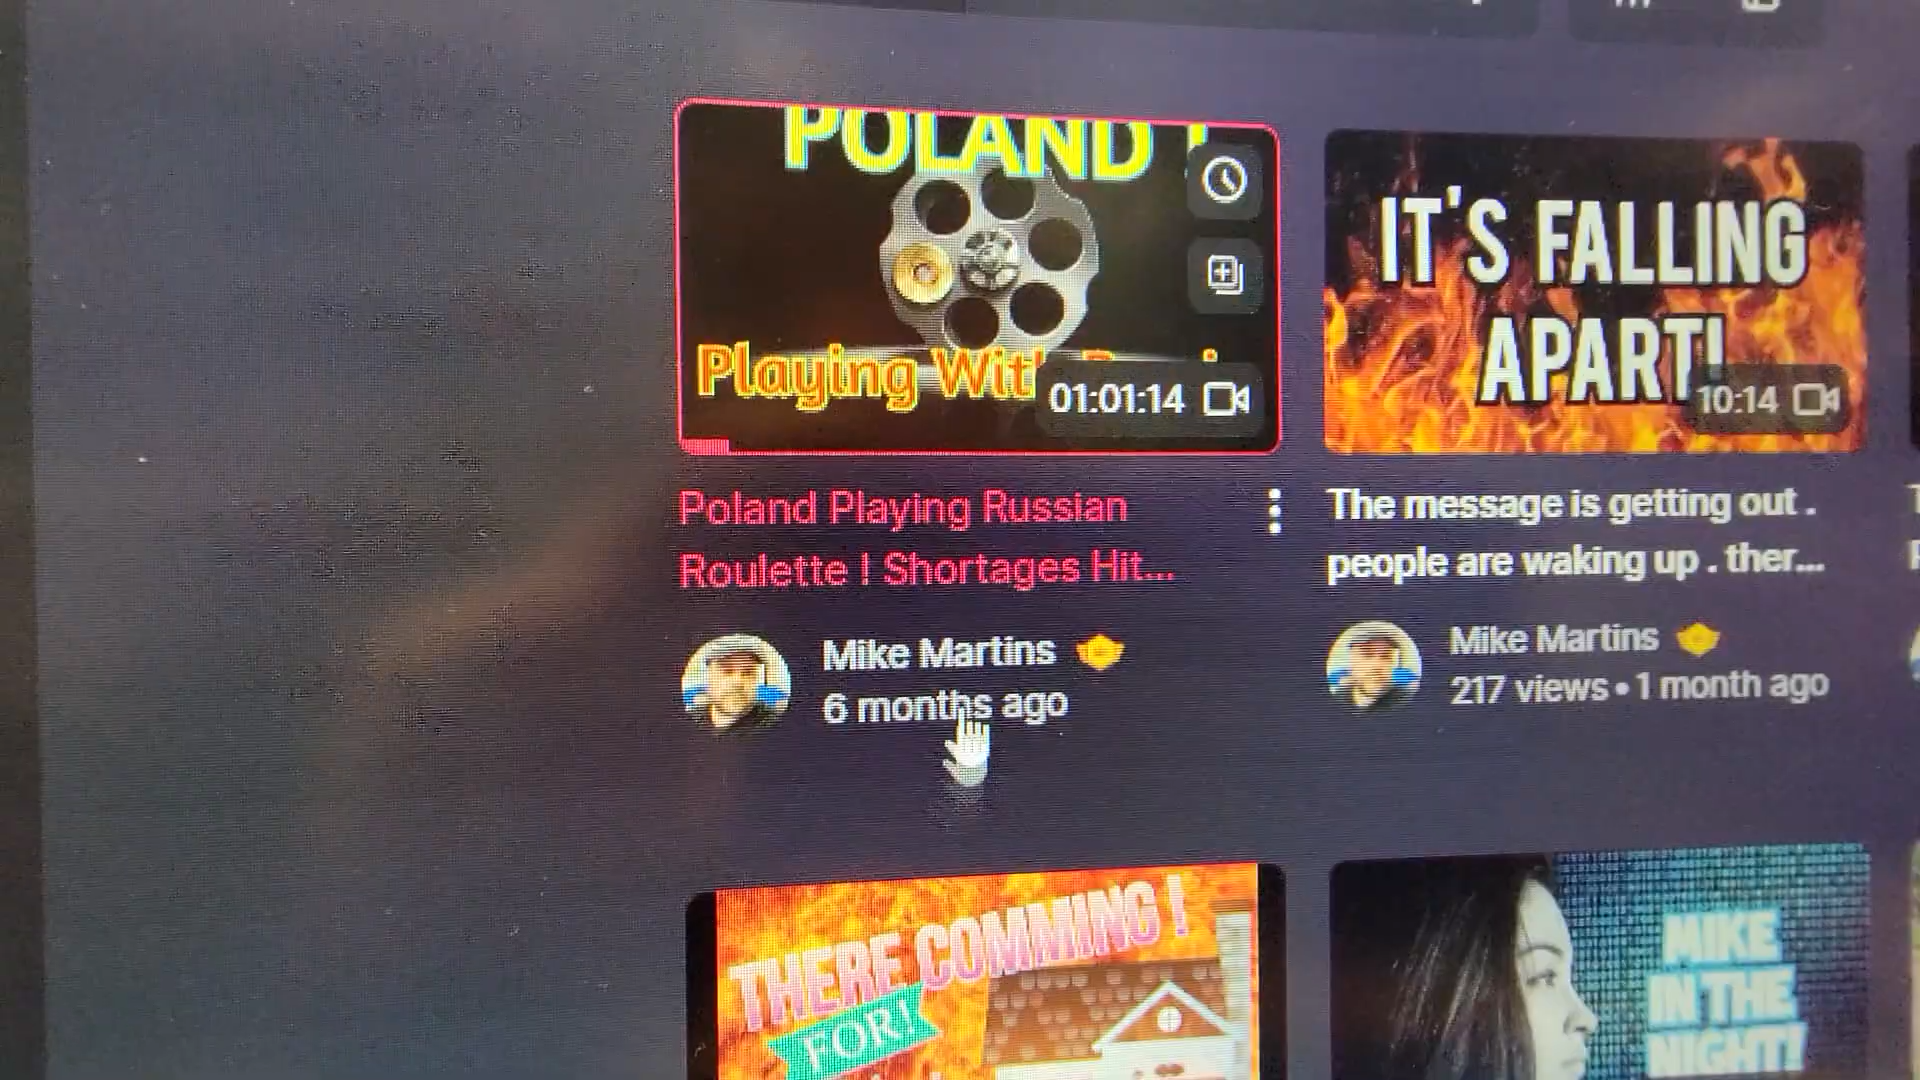 POLAND !
Playing Wit
01:01:14
Poland Playing Russian
Roulette ! Shortages Hit...
Mike Martins
6 months ago
IT'S FALLING
APART!
10:14
The message is getting out .
people are waking up . ther...
Mike Martins
217 views • 1 month ago
THERE COMMING !
FOR!
MIKE
IN THE
NIGHT!